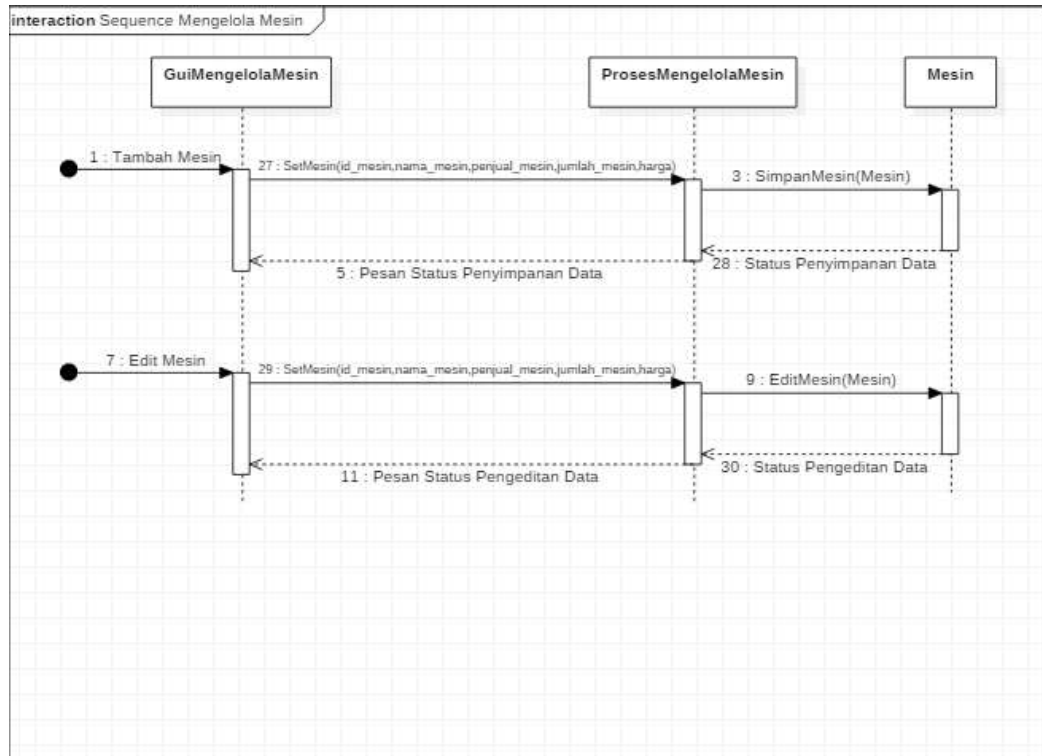 interaction Sequence Mengelola Mesin
GuiMengelolaMesin
ProsesMengelolaMesin
Mesin
1 : Tambah Mesin
27 : SetMesin(id_mesin,nama_mesin,penjual_mesin,jumlah_mesin,harga)
3 : SimpanMesin(Mesin)
28 : Status Penyimpanan Data
5 : Pesan Status Penyimpanan Data
7 : Edit Mesin
29 : SetMesin(id_mesin,nama_mesin,penjual_mesin,jumlah_mesin,harga)
9 : EditMesin(Mesin)
30 : Status Pengeditan Data
11 : Pesan Status Pengeditan Data